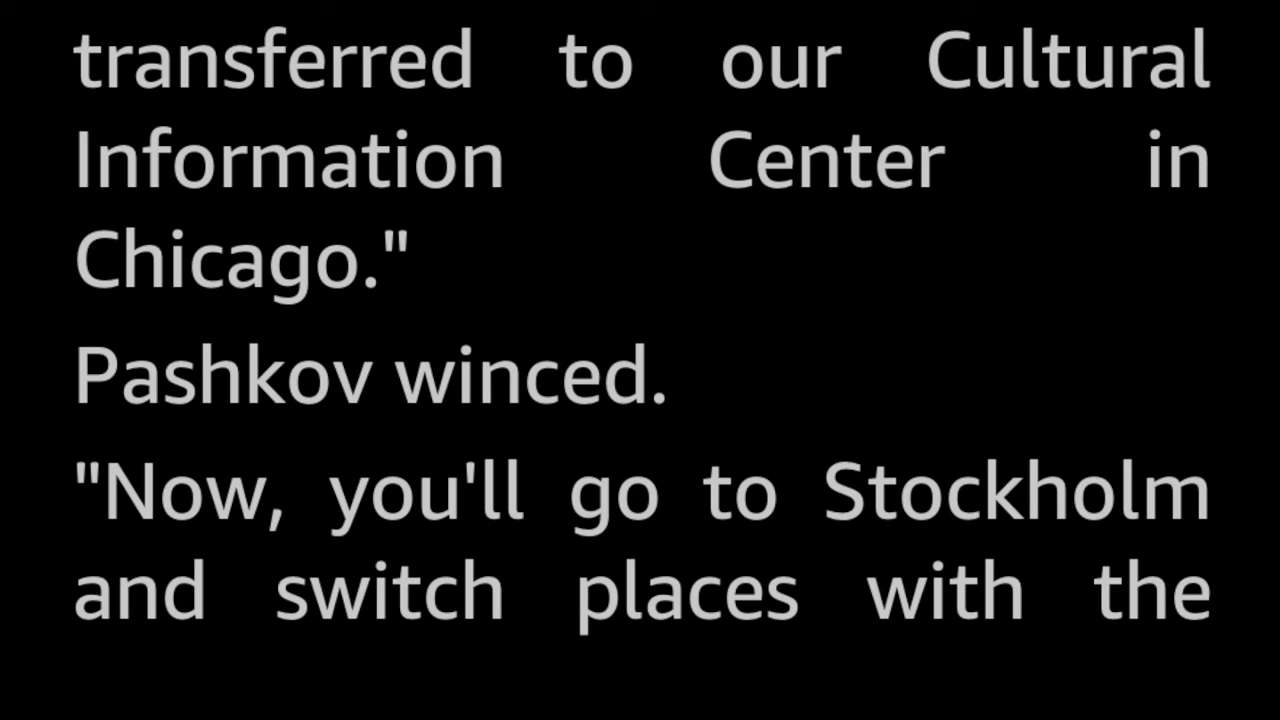 transferred to our Cultural
Information Center in
Chicago."
Pashkov winced.
"Now, you'll go to Stockholm
and switch places with the